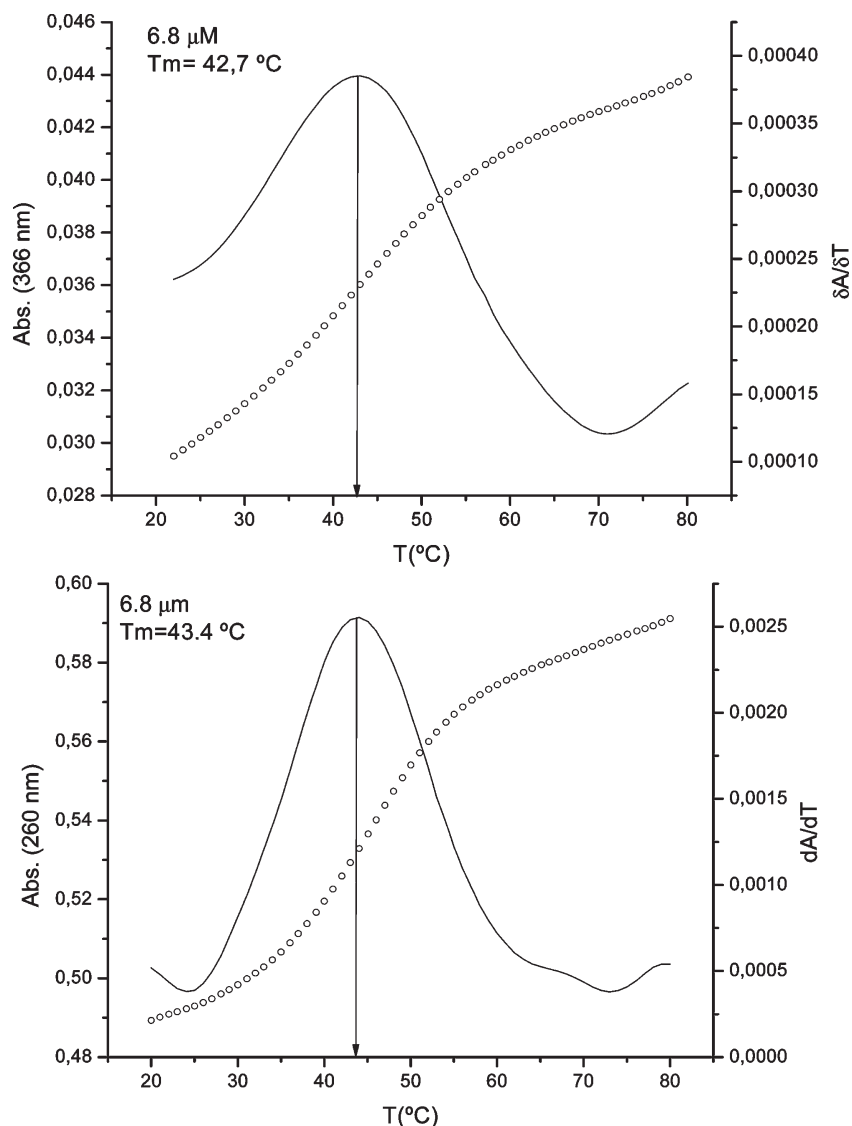 6.8 μM
Tm= 42,7 ºC
0,046
0,044
0,042
0,040
0,038
0,036
0,034
0,032
0,030
0,028
Abs. (366 nm)
0,00040
0,00035
0,00030
0,00025
0,00020
0,00015
0,00010
δA/δT
20 30 40 50 60 70 80
T(ºC)
6.8 μm
Tm=43.4 ºC
0,60
0,58
0,56
0,54
0,52
0,50
0,48
Abs. (260 nm)
0,0025
0,0020
0,0015
0,0010
0,0005
0,0000
dA/dT
20 30 40 50 60 70 80
T(ºC)